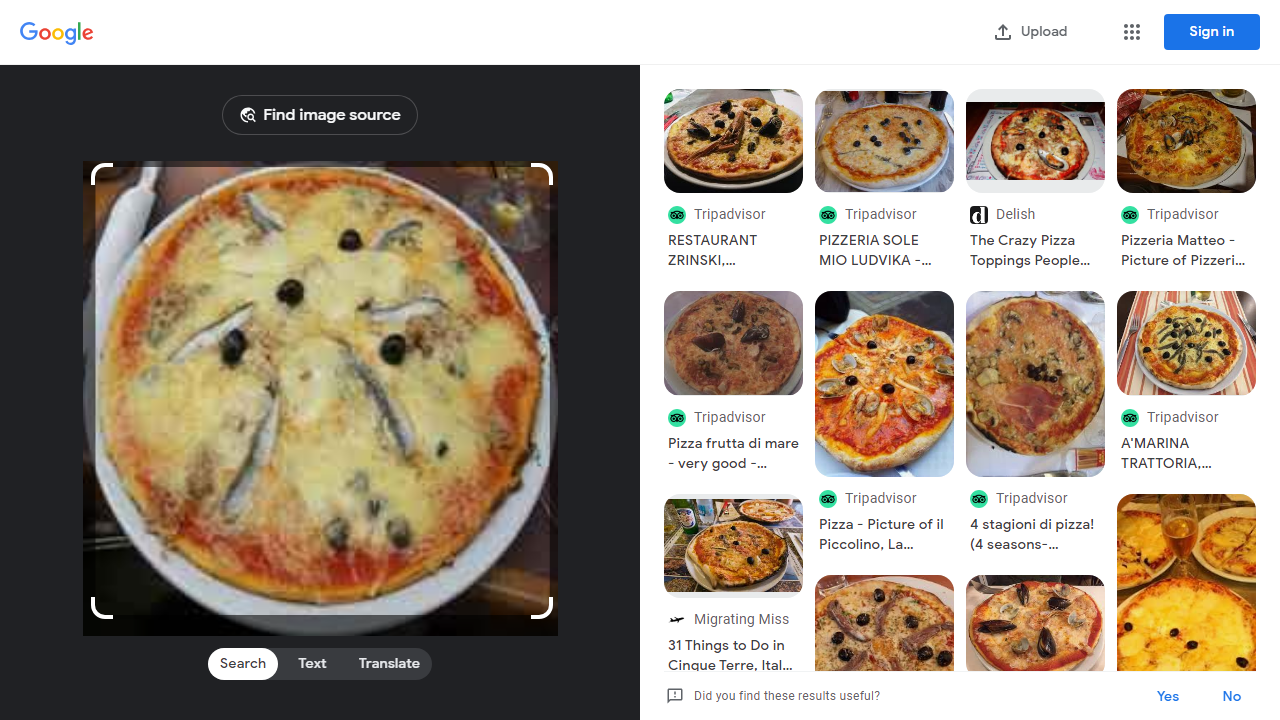 Google
Upload
Sign in
Find image source
Search
Text
Translate
Tripadvisor
RESTAURANT
ZRINSKI,...
Tripadvisor
PIZZERIA SOLE
MIO LUDVIKA -...
Delish
The Crazy Pizza
Toppings People...
Tripadvisor
Pizzeria Matteo -
Picture of Pizzeri...
Tripadvisor
Pizza frutta di mare
- very good -...
Tripadvisor
Pizza - Picture of il
Piccolino, La...
Tripadvisor
4 stagioni di pizza!
(4 seasons-...
Tripadvisor
A'MARINA
TRATTORIA,...
Migrating Miss
31 Things to Do in
Cinque Terre, Ital...
Did you find these results useful?
Yes
No